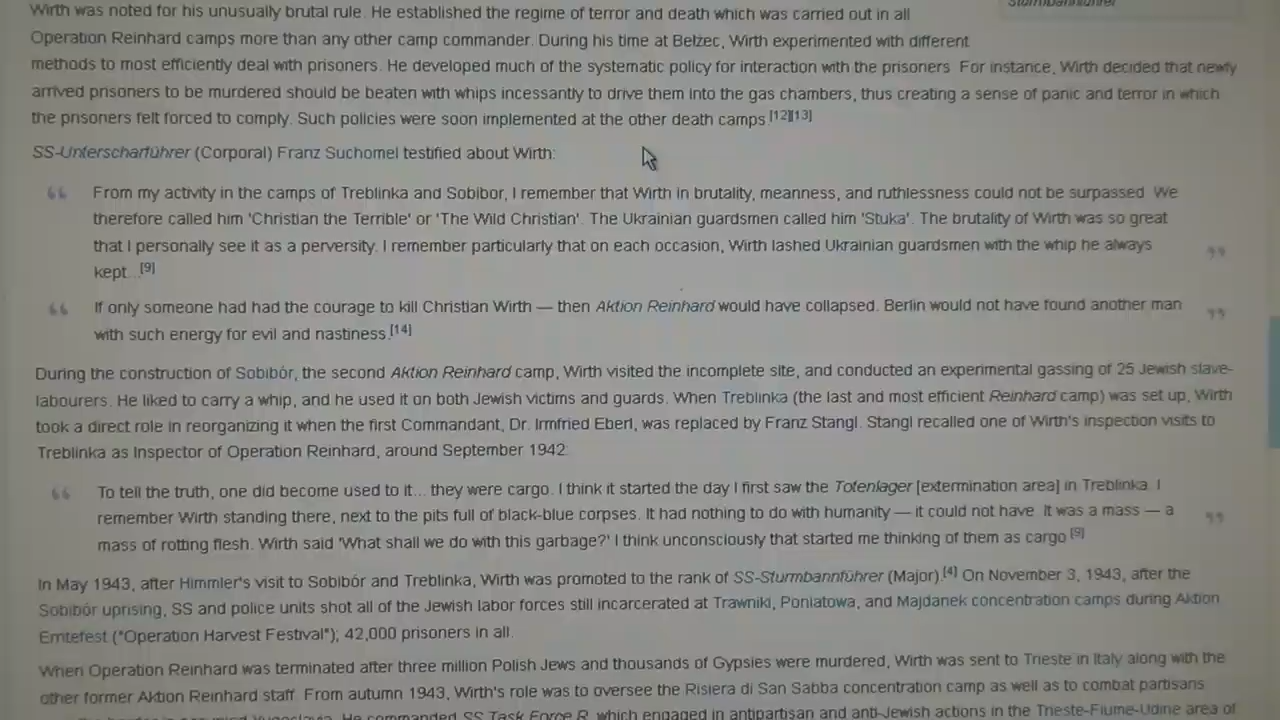 Sturmbannführer
Wirth was noted for his unusually brutal rule. He established the regime of terror and death which was carried out in all
Operation Reinhard camps more than any other camp commander. During his time at Bełżec, Wirth experimented with different
methods to most efficiently deal with prisoners. He developed much of the systematic policy for interaction with the prisoners. For instance, Wirth decided that newly
arrived prisoners to be murdered should be beaten with whips incessantly to drive them into the gas chambers, thus creating a sense of panic and terror in which
the prisoners felt forced to comply. Such policies were soon implemented at the other death camps.[12][13]
SS-Unterscharführer (Corporal) Franz Suchomel testified about Wirth:
“ From my activity in the camps of Treblinka and Sobibor, I remember that Wirth in brutality, meanness, and ruthlessness could not be surpassed. We
therefore called him 'Christian the Terrible' or 'The Wild Christian'. The Ukrainian guardsmen called him 'Stuka'. The brutality of Wirth was so great
that I personally see it as a perversity. I remember particularly that on each occasion, Wirth lashed Ukrainian guardsmen with the whip he always
kept...[9] ”
“ If only someone had had the courage to kill Christian Wirth — then Aktion Reinhard would have collapsed. Berlin would not have found another man
with such energy for evil and nastiness.[14] ”
During the construction of Sobibór, the second Aktion Reinhard camp, Wirth visited the incomplete site, and conducted an experimental gassing of 25 Jewish slave-
labourers. He liked to carry a whip, and he used it on both Jewish victims and guards. When Treblinka (the last and most efficient Reinhard camp) was set up, Wirth
took a direct role in reorganizing it when the first Commandant, Dr. Irmfried Eberl, was replaced by Franz Stangl. Stangl recalled one of Wirth's inspection visits to
Treblinka as Inspector of Operation Reinhard, around September 1942:
“ To tell the truth, one did become used to it... they were cargo. I think it started the day I first saw the Totenlager [extermination area] in Treblinka. I
remember Wirth standing there, next to the pits full of black-blue corpses. It had nothing to do with humanity — it could not have. It was a mass — a
mass of rotting flesh. Wirth said 'What shall we do with this garbage?' I think unconsciously that started me thinking of them as cargo.[9] ”
In May 1943, after Himmler's visit to Sobibór and Treblinka, Wirth was promoted to the rank of SS-Sturmbannführer (Major).[4] On November 3, 1943, after the
Sobibór uprising, SS and police units shot all of the Jewish labor forces still incarcerated at Trawniki, Poniatowa, and Majdanek concentration camps during Aktion
Erntefest ("Operation Harvest Festival"); 42,000 prisoners in all.
When Operation Reinhard was terminated after three million Polish Jews and thousands of Gypsies were murdered, Wirth was sent to Trieste in Italy along with the
other former Aktion Reinhard staff. From autumn 1943, Wirth's role was to oversee the Risiera di San Sabba concentration camp as well as to combat partisans
Yugoslavia. He commanded SS Task Force R, which engaged in antipartisan and anti-Jewish actions in the Trieste-Fiume-Udine area of